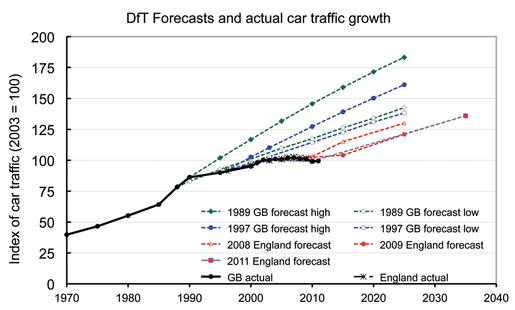 DfT Forecasts and actual car traffic growth
Index of car traffic (2003 = 100)
200
175
150
125
100
75
50
25
0
1989 GB forecast high
1989 GB forecast low
1997 GB forecast high
1997 GB forecast low
2008 England forecast
2009 England forecast
2011 England forecast
GB actual
England actual
1970
1980
1990
2000
2010
2020
2030
2040